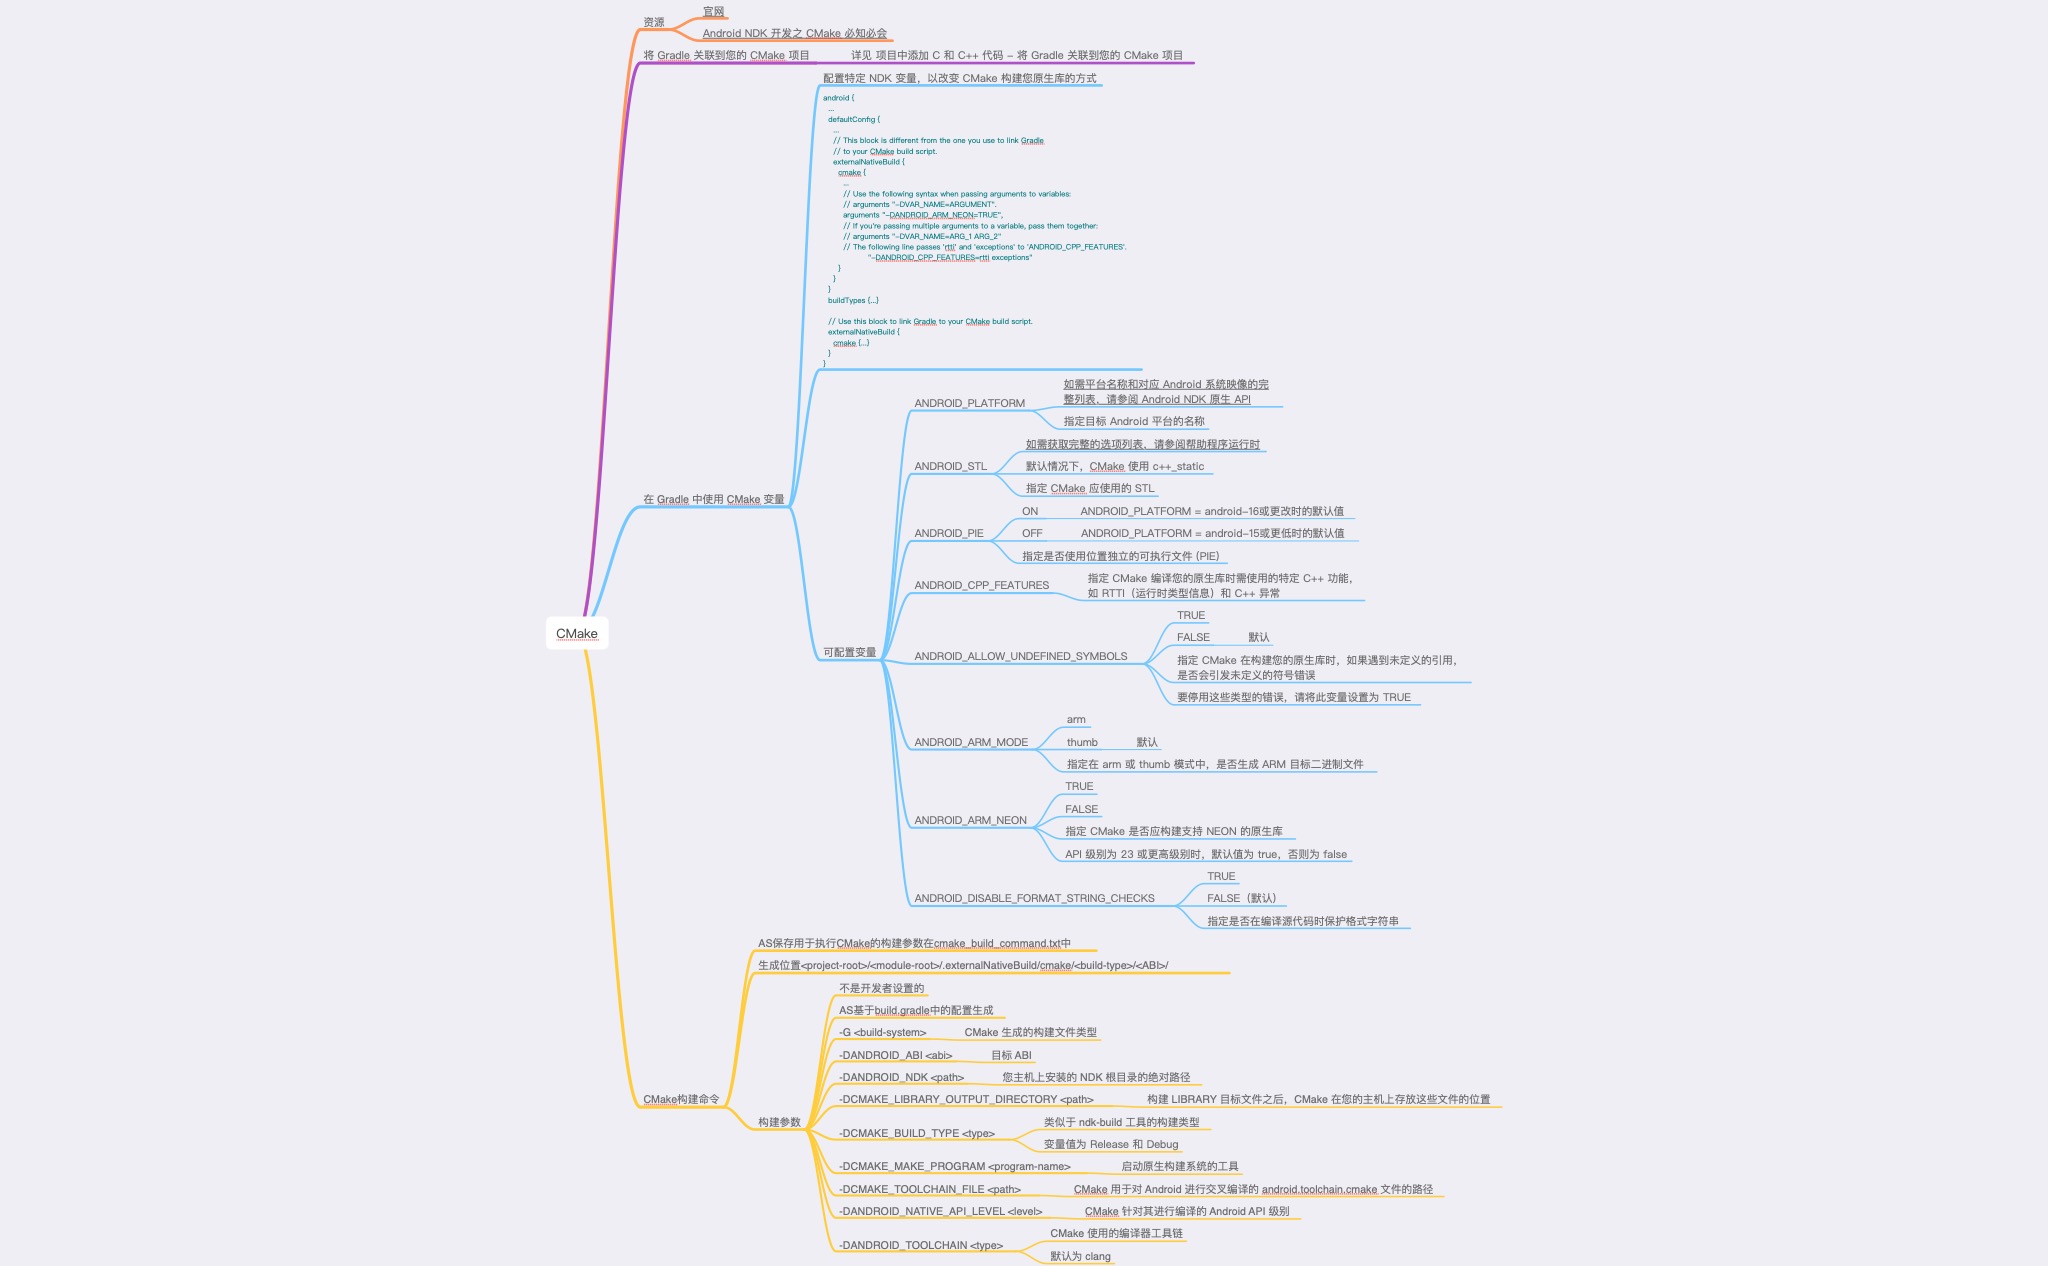 资源
官网
Android NDK 开发之 CMake 必知必会
将 Gradle 关联到您的 CMake 项目
详见 项目中添加 C 和 C++ 代码 – 将 Gradle 关联到您的 CMake 项目
配置特定 NDK 变量，以改变 CMake 构建您原生库的方式
android {
...
defaultConfig {
...
// This block is different from the one you use to link Gradle
// to your CMake build script.
externalNativeBuild {
cmake {
...
// Use the following syntax when passing arguments to variables:
// arguments "-DVAR_NAME=ARGUMENT".
arguments "-DANDROID_ARM_NEON=TRUE",
// If you're passing multiple arguments to a variable, pass them together:
// arguments "-DVAR_NAME=ARG_1 ARG_2"
// The following line passes 'rtti' and 'exceptions' to 'ANDROID_CPP_FEATURES'.
"-DANDROID_CPP_FEATURES=rtti exceptions"
}
}
}
buildTypes {...}
// Use this block to link Gradle to your CMake build script.
externalNativeBuild {
cmake {...}
}
}
在 Gradle 中使用 CMake 变量
可配置变量
ANDROID_PLATFORM
如需平台名称和对应 Android 系统映像的完
整列表，请参阅 Android NDK 原生 API
指定目标 Android 平台的名称
ANDROID_STL
如需获取完整的选项列表，请参阅帮助程序运行时
默认情况下，CMake 使用 c++_static
指定 CMake 应使用的 STL
ANDROID_PIE
ON
ANDROID_PLATFORM = android-16或更改时的默认值
OFF
ANDROID_PLATFORM = android-15或更低时的默认值
指定是否使用位置独立的可执行文件 (PIE)
ANDROID_CPP_FEATURES
指定 CMake 编译您的原生库时需使用的特定 C++ 功能，
如 RTTI（运行时类型信息）和 C++ 异常
ANDROID_ALLOW_UNDEFINED_SYMBOLS
TRUE
FALSE
默认
指定 CMake 在构建您的原生库时，如果遇到未定义的引用，
是否会引发未定义的符号错误
要停用这些类型的错误，请将此变量设置为 TRUE
ANDROID_ARM_MODE
arm
thumb
默认
指定在 arm 或 thumb 模式中，是否生成 ARM 目标二进制文件
ANDROID_ARM_NEON
TRUE
FALSE
指定 CMake 是否应构建支持 NEON 的原生库
API 级别为 23 或更高级别时，默认值为 true，否则为 false
ANDROID_DISABLE_FORMAT_STRING_CHECKS
TRUE
FALSE（默认）
指定是否在编译源代码时保护格式字符串
CMake
CMake构建命令
AS保存用于执行CMake的构建参数在cmake_build_command.txt中
生成位置<project-root>/<module-root>/.externalNativeBuild/cmake/<build-type>/<ABI>/
构建参数
不是开发者设置的
AS基于build.gradle中的配置生成
-G <build-system>
CMake 生成的构建文件类型
-DANDROID_ABI <abi>
目标 ABI
-DANDROID_NDK <path>
您主机上安装的 NDK 根目录的绝对路径
-DCMAKE_LIBRARY_OUTPUT_DIRECTORY <path>
构建 LIBRARY 目标文件之后，CMake 在您的主机上存放这些文件的位置
-DCMAKE_BUILD_TYPE <type>
类似于 ndk-build 工具的构建类型
变量值为 Release 和 Debug
-DCMAKE_MAKE_PROGRAM <program-name>
启动原生构建系统的工具
-DCMAKE_TOOLCHAIN_FILE <path>
CMake 用于对 Android 进行交叉编译的 android.toolchain.cmake 文件的路径
-DANDROID_NATIVE_API_LEVEL <level>
CMake 针对其进行编译的 Android API 级别
-DANDROID_TOOLCHAIN <type>
CMake 使用的编译器工具链
默认为 clang